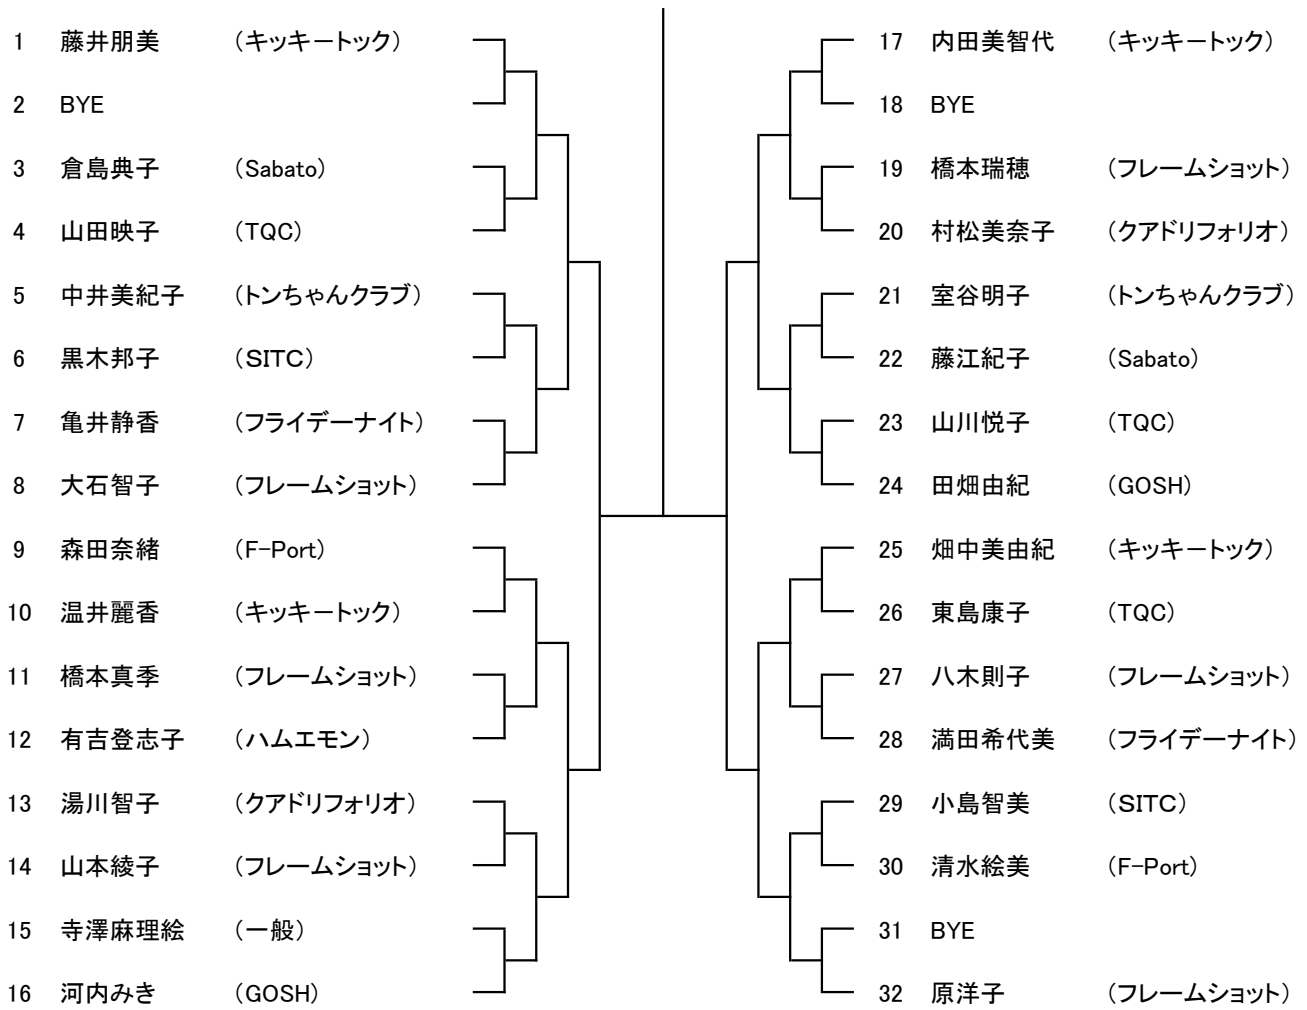 1 藤井朋美 （キッキートック）
2 BYE
3 倉島典子 （Sabato）
4 山田映子 （TQC）
5 中井美紀子 （トンちゃんクラブ）
6 黒木邦子 （SITC）
7 亀井静香 （フライデーナイト）
8 大石智子 （フレームショット）
9 森田奈緒 （F-Port）
10 温井麗香 （キッキートック）
11 橋本真季 （フレームショット）
12 有吉登志子 （ハムエモン）
13 湯川智子 （クアドリフォリオ）
14 山本綾子 （フレームショット）
15 寺澤麻理絵 （一般）
16 河内みき （GOSH）
17 内田美智代 （キッキートック）
18 BYE
19 橋本瑞穂 （フレームショット）
20 村松美奈子 （クアドリフォリオ）
21 室谷明子 （トンちゃんクラブ）
22 藤江紀子 （Sabato）
23 山川悦子 （TQC）
24 田畑由紀 （GOSH）
25 畑中美由紀 （キッキートック）
26 東島康子 （TQC）
27 八木則子 （フレームショット）
28 満田希代美 （フライデーナイト）
29 小島智美 （SITC）
30 清水絵美 （F-Port）
31 BYE
32 原洋子 （フレームショット）